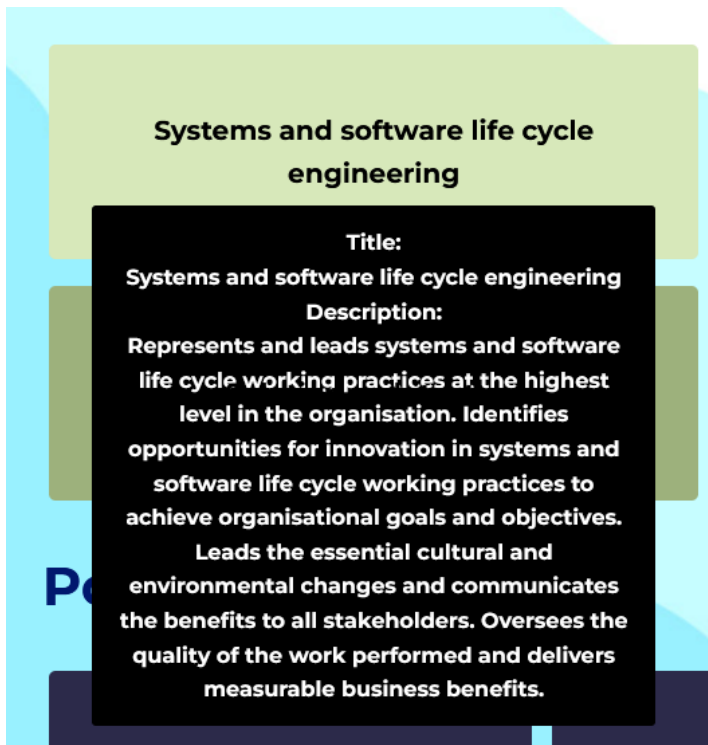 Systems and software life cycle
engineering
Title:
Systems and software life cycle engineering
Description:
Represents and leads systems and software
life cycle working practices at the highest
level in the organisation. Identifies
opportunities for innovation in systems and
software life cycle working practices to
achieve organisational goals and objectives.
Leads the essential cultural and
environmental changes and communicates
the benefits to all stakeholders. Oversees the
quality of the work performed and delivers
measurable business benefits.